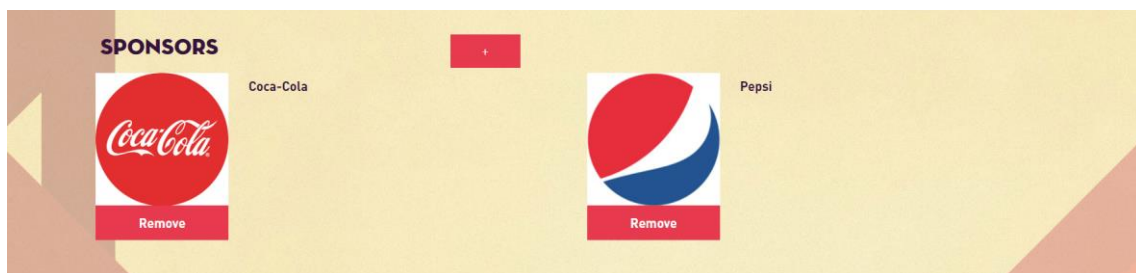 SPONSORS
+
Coca-Cola
Coca-Cola
Remove
Pepsi
Remove